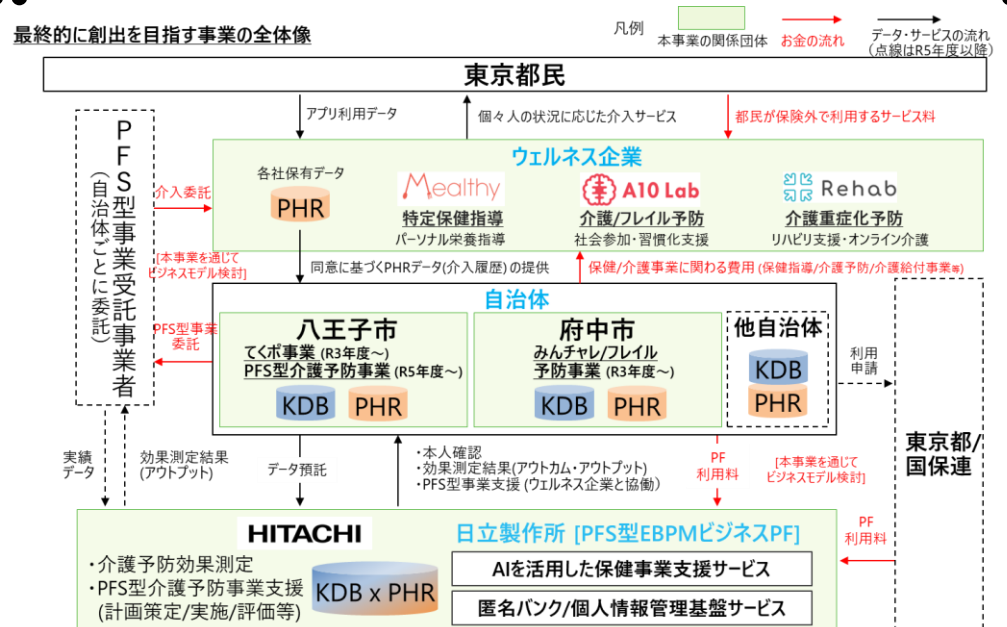 最終的に創出を目指す事業の全体像
凡例
本事業の関係団体
お金の流れ
データ・サービスの流れ
(点線はR5年度以降)
東京都民
アプリ利用データ
個々人の状況に応じた介入サービス
都民が保険外で利用するサービス料
PFS型事業受託事業者
(自治体ごとに委託)
介入委託
[本事業を通じて
ビジネスモデル検討]
PFS型事業
委託
ウェルネス企業
各社保有データ
PHR
Mealthy
特定保健指導
パーソナル栄養指導
A10 Lab
介護/フレイル予防
社会参加・習慣化支援
Rehab
介護重症化予防
リハビリ支援・オンライン介護
同意に基づくPHRデータ(介入履歴)の提供
保健/介護事業に関わる費用(保健指導/介護予防/介護給付事業等)
自治体
八王子市
てくポ事業 (R3年度~)
PFS型介護予防事業 (R5年度~)
KDB
PHR
府中市
みんチャレ/フレイル
予防事業 (R3年度~)
KDB
PHR
他自治体
KDB
PHR
利用
申請
東京都/
国保連
実績
データ
効果測定結果
(アウトプット)
データ預託
・本人確認
・効果測定結果(アウトカム・アウトプット)
・PFS型事業支援 (ウェルネス企業と協働)
PF
利用料
[本事業を通じて
ビジネスモデル検討]
PF
利用料
HITACHI
日立製作所 [PFS型EBPMビジネスPF]
・介護予防効果測定
・PFS型介護予防事業支援
(計画策定/実施/評価等)
KDB x PHR
AIを活用した保健事業支援サービス
匿名バンク/個人情報管理基盤サービス